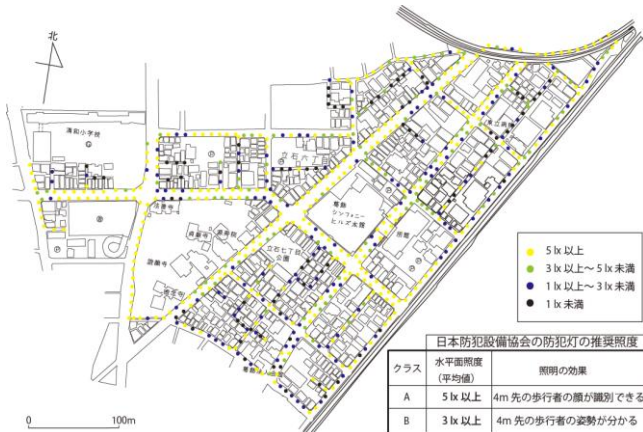 北
清和小学校
立石六丁目
法善寺
葛飾
シンフォニー
ヒルズ本館
別館
立石七丁目
公園
5 lx 以上
3 lx 以上〜 5 lx 未満
1 lx 以上〜 3 lx 未満
1 lx 未満
日本防犯設備協会の防犯灯の推奨照度
クラス 水平面照度（平均値） 照明の効果
A 5 lx 以上 4m 先の歩行者の顔が識別できる
B 3 lx 以上 4m 先の歩行者の姿勢が分かる
0 100m